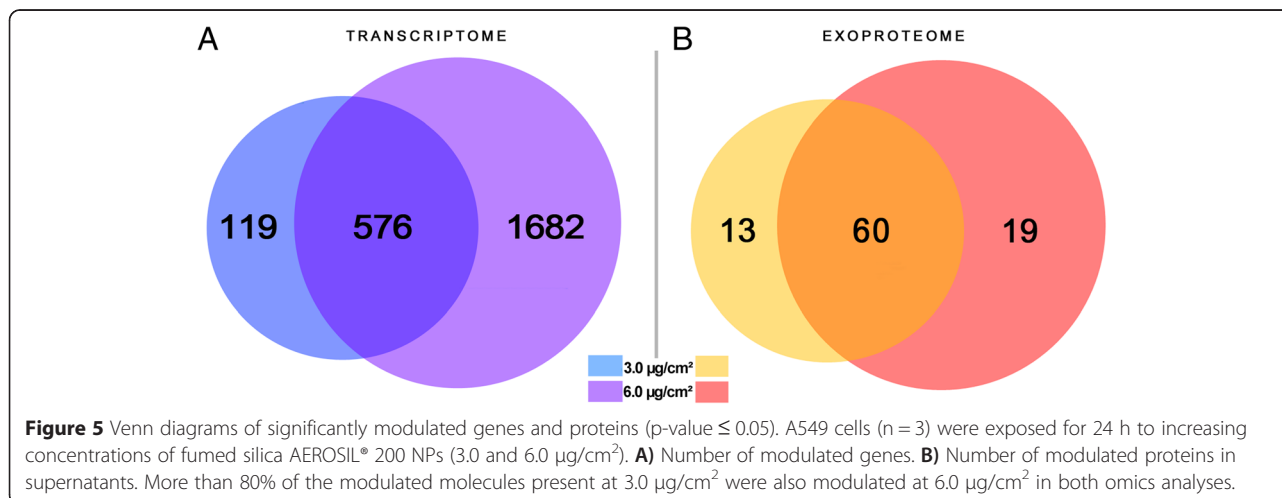 A
TRANSCRIPTOME
B
EXOPROTEOME
119
576
1682
13
60
19
3.0 µg/cm²
6.0 µg/cm²
Figure 5 Venn diagrams of significantly modulated genes and proteins (p-value ≤ 0.05). A549 cells (n = 3) were exposed for 24 h to increasing
concentrations of fumed silica AEROSIL® 200 NPs (3.0 and 6.0 µg/cm²). A) Number of modulated genes. B) Number of modulated proteins in
supernatants. More than 80% of the modulated molecules present at 3.0 µg/cm² were also modulated at 6.0 µg/cm² in both omics analyses.